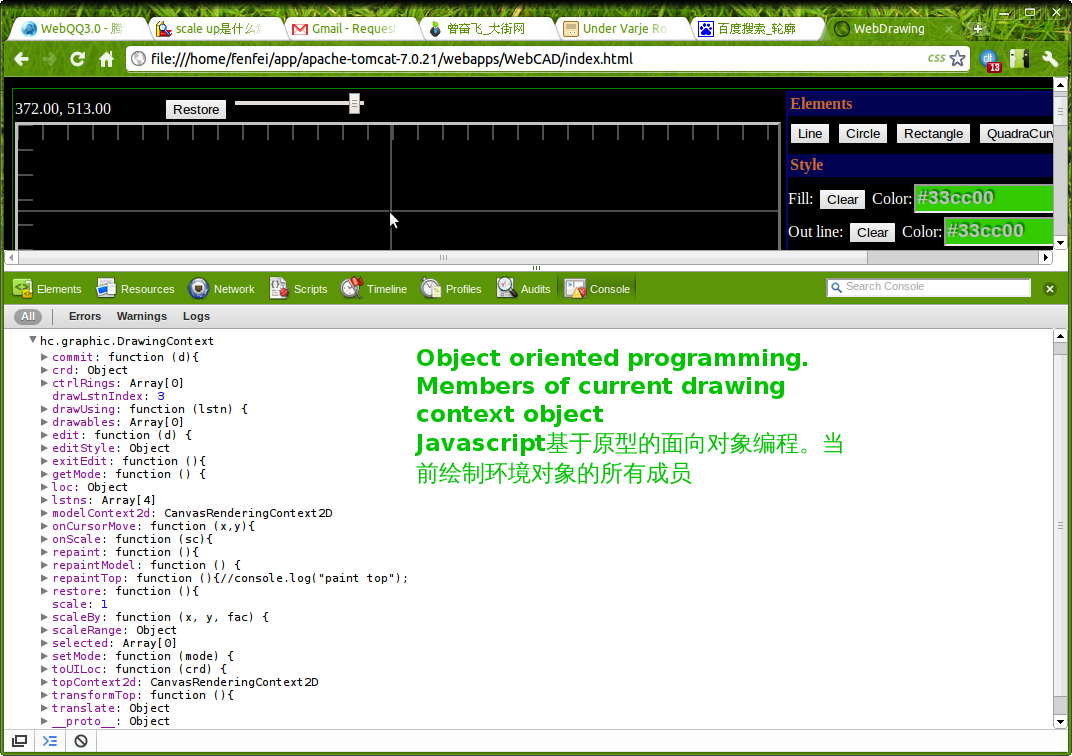 WebQQ3.0 - 腾
scale up是什么意
Gmail - Reques
曾奋飞_大街网
Under Varje Ro
百度搜索_轮廓
WebDrawing
file:///home/fenfei/app/apache-tomcat-7.0.21/webapps/WebCAD/index.html
css
13
372.00, 513.00
Restore
Elements
Line Circle Rectangle QuadraCurv
Style
Fill: Clear Color: #33cc00
Out line: Clear Color: #33cc00
Elements Resources Network Scripts Timeline Profiles Audits Console Search Console
All Errors Warnings Logs
hc.graphic.DrawingContext
commit: function (d){
crd: Object
ctrlRings: Array[0]
drawLstnIndex: 3
drawUsing: function (lstn) {
drawables: Array[0]
edit: function (d) {
editStyle: Object
exitEdit: function (){
getMode: function () {
loc: Object
lstns: Array[4]
modelContext2d: CanvasRenderingContext2D
onCursorMove: function (x,y){
onScale: function (sc){
repaint: function (){
repaintModel: function () {
repaintTop: function (){//console.log("paint top");
restore: function (){
scale: 1
scaleBy: function (x, y, fac) {
scaleRange: Object
selected: Array[0]
setMode: function (mode) {
toUILoc: function (crd) {
topContext2d: CanvasRenderingContext2D
transformTop: function (){
translate: Object
__proto__: Object
Object oriented programming.
Members of current drawing
context object
Javascript基于原型的面向对象编程。当
前绘制环境对象的所有成员